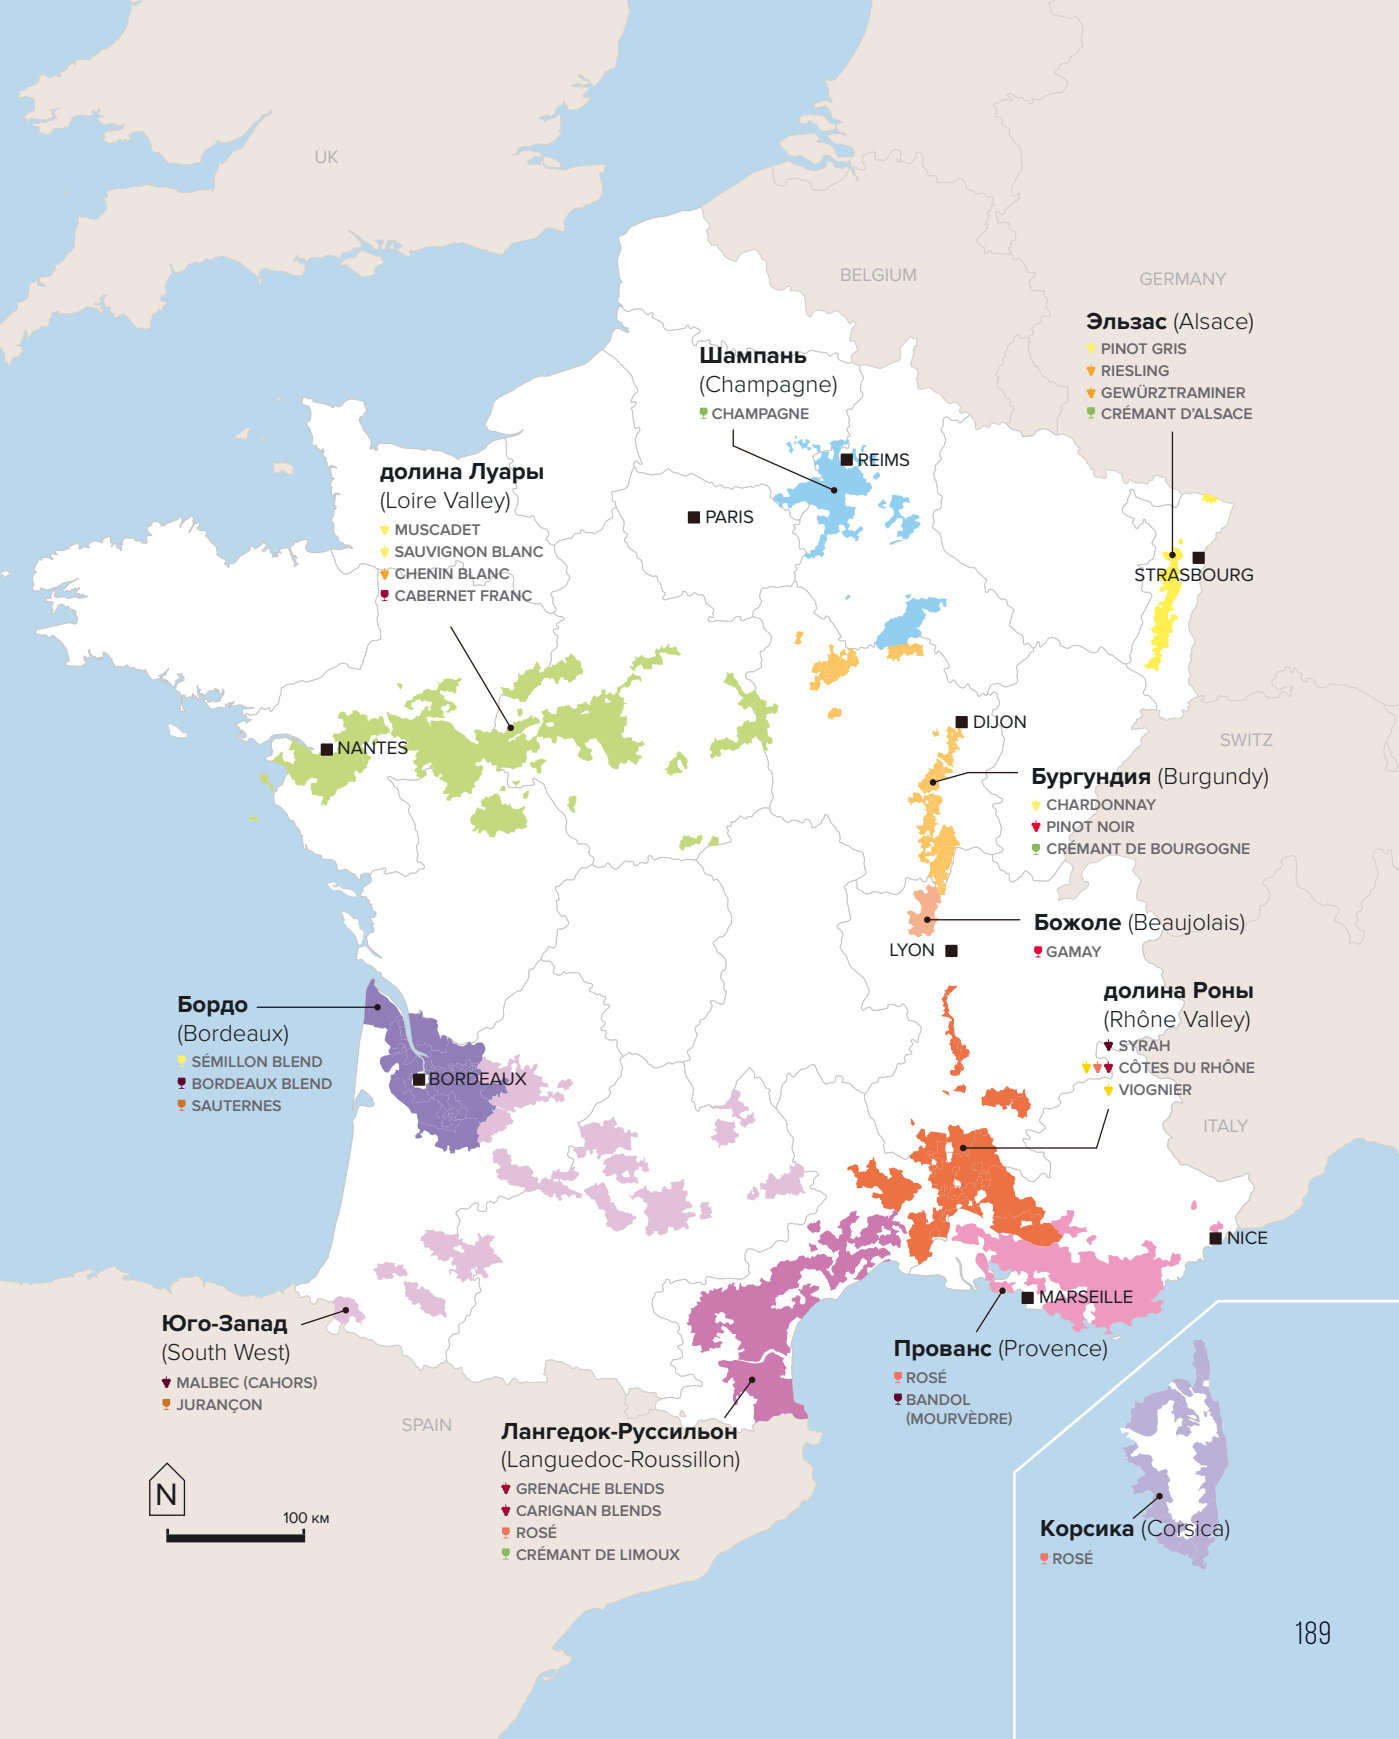 UK
BELGIUM
GERMANY
Эльзас (Alsace)
PINOT GRIS
RIESLING
GEWÜRZTRAMINER
CRÉMANT D'ALSACE
Шампань
(Champagne)
CHAMPAGNE
REIMS
долина Луары
(Loire Valley)
MUSCADET
SAUVIGNON BLANC
CHENIN BLANC
CABERNET FRANC
PARIS
STRASBOURG
NANTES
DIJON
SWITZ
Бургундия (Burgundy)
CHARDONNAY
PINOT NOIR
CRÉMANT DE BOURGOGNE
Божоле (Beaujolais)
GAMAY
LYON
долина Роны
(Rhône Valley)
SYRAH
CÔTES DU RHÔNE
VIOGNIER
Бордо
(Bordeaux)
SÉMILLON BLEND
BORDEAUX BLEND
SAUTERNES
BORDEAUX
ITALY
NICE
MARSEILLE
Юго-Запад
(South West)
MALBEC (CAHORS)
JURANÇON
Прованс (Provence)
ROSÉ
BANDOL
(MOURVÈDRE)
SPAIN
Лангедок-Руссильон
(Languedoc-Roussillon)
GRENACHE BLENDS
CARIGNAN BLENDS
ROSÉ
CRÉMANT DE LIMOUX
N
100 км
Корсика (Corsica)
ROSÉ
189